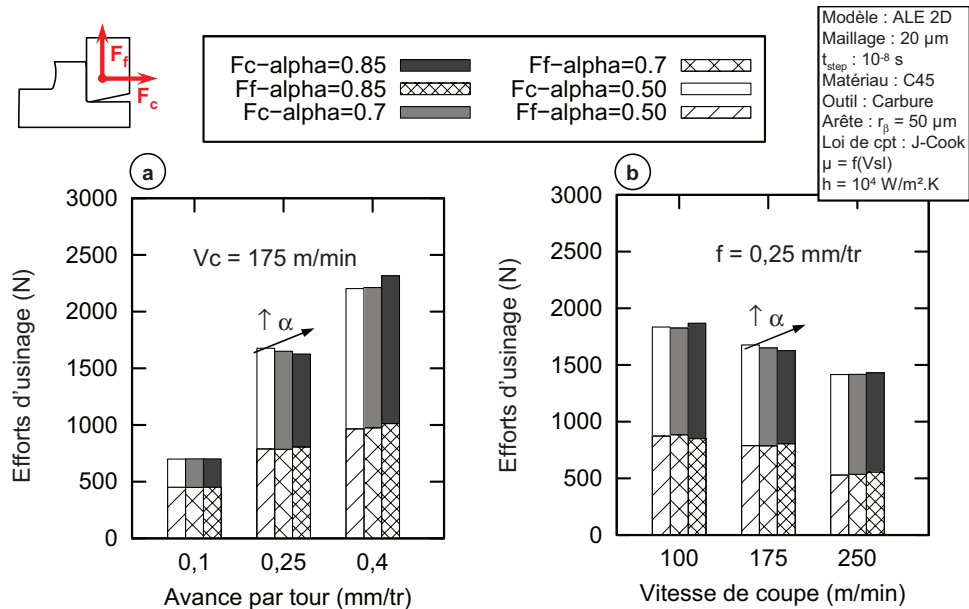 F_f
F_c
Fc−alpha=0.85
Ff−alpha=0.85
Fc−alpha=0.7
Ff−alpha=0.7
Fc−alpha=0.50
Ff−alpha=0.50
Modèle : ALE 2D
Maillage : 20 µm
t_step : 10⁻⁸ s
Matériau : C45
Outil : Carbure
Arête : r_β = 50 µm
Loi de cpt : J-Cook
µ = f(Vsl)
h = 10⁴ W/m².K
a
Efforts d'usinage (N)
3000
2500
2000
1500
1000
500
0
Vc = 175 m/min
↑ α
0,1
0,25
0,4
Avance par tour (mm/tr)
b
Efforts d'usinage (N)
3000
2500
2000
1500
1000
500
0
f = 0,25 mm/tr
↑ α
100
175
250
Vitesse de coupe (m/min)